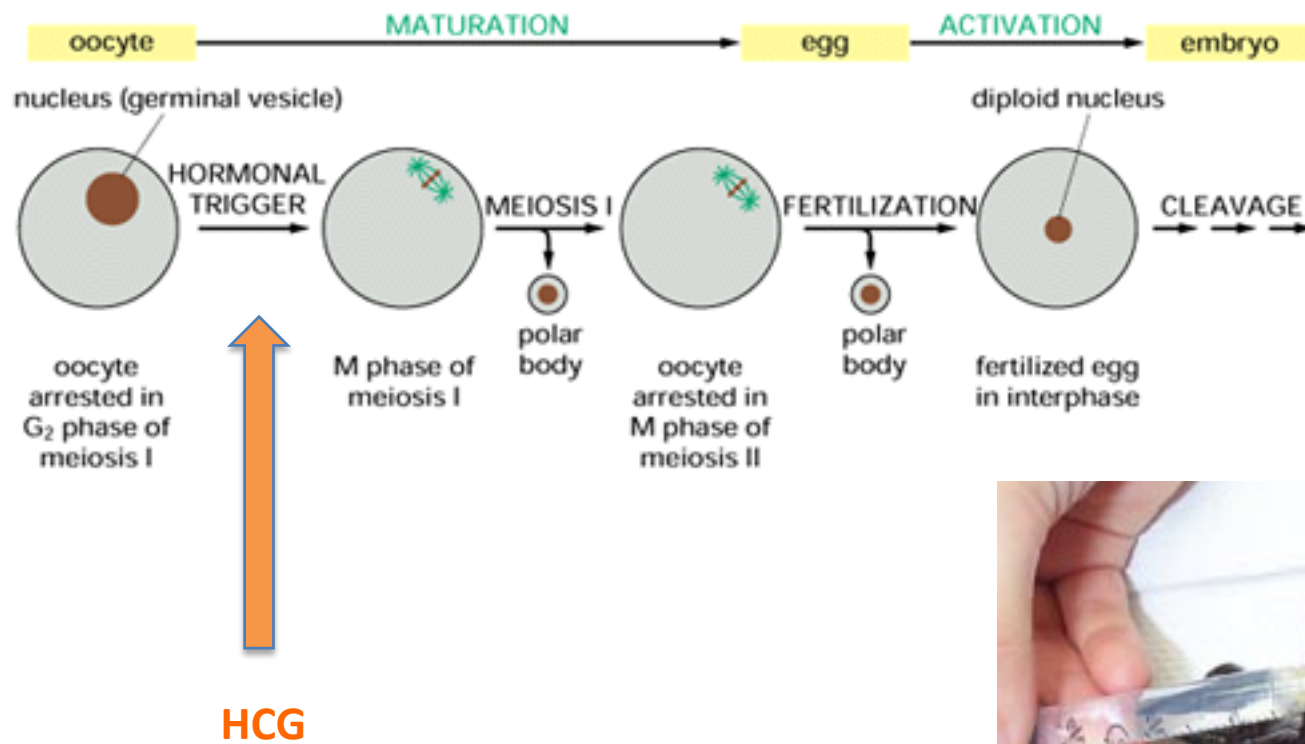 oocyte
MATURATION
egg
ACTIVATION
embryo
nucleus (germinal vesicle)
diploid nucleus
HORMONAL
TRIGGER
MEIOSIS I
FERTILIZATION
CLEAVAGE
polar
body
polar
body
oocyte
arrested in
G₂ phase of
meiosis I
M phase of
meiosis I
oocyte
arrested in
M phase of
meiosis II
fertilized egg
in interphase
HCG